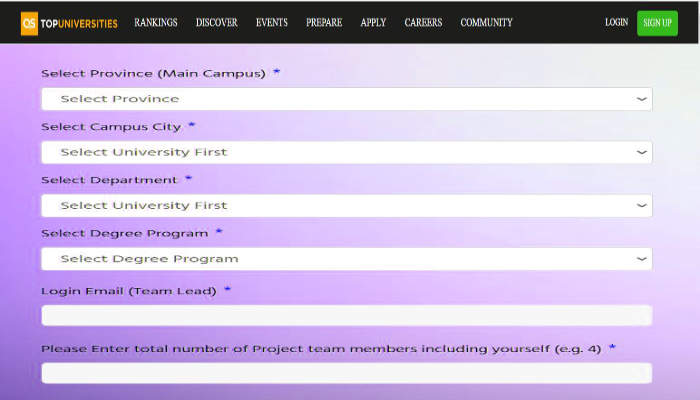 QS TOPUNIVERSITIES RANKINGS DISCOVER EVENTS PREPARE APPLY CAREERS COMMUNITY LOGIN SIGN UP
Select Province (Main Campus) *
Select Province
Select Campus City *
Select University First
Select Department *
Select University First
Select Degree Program *
Select Degree Program
Login Email (Team Lead) *
Please Enter total number of Project team members including yourself (e.g. 4) *